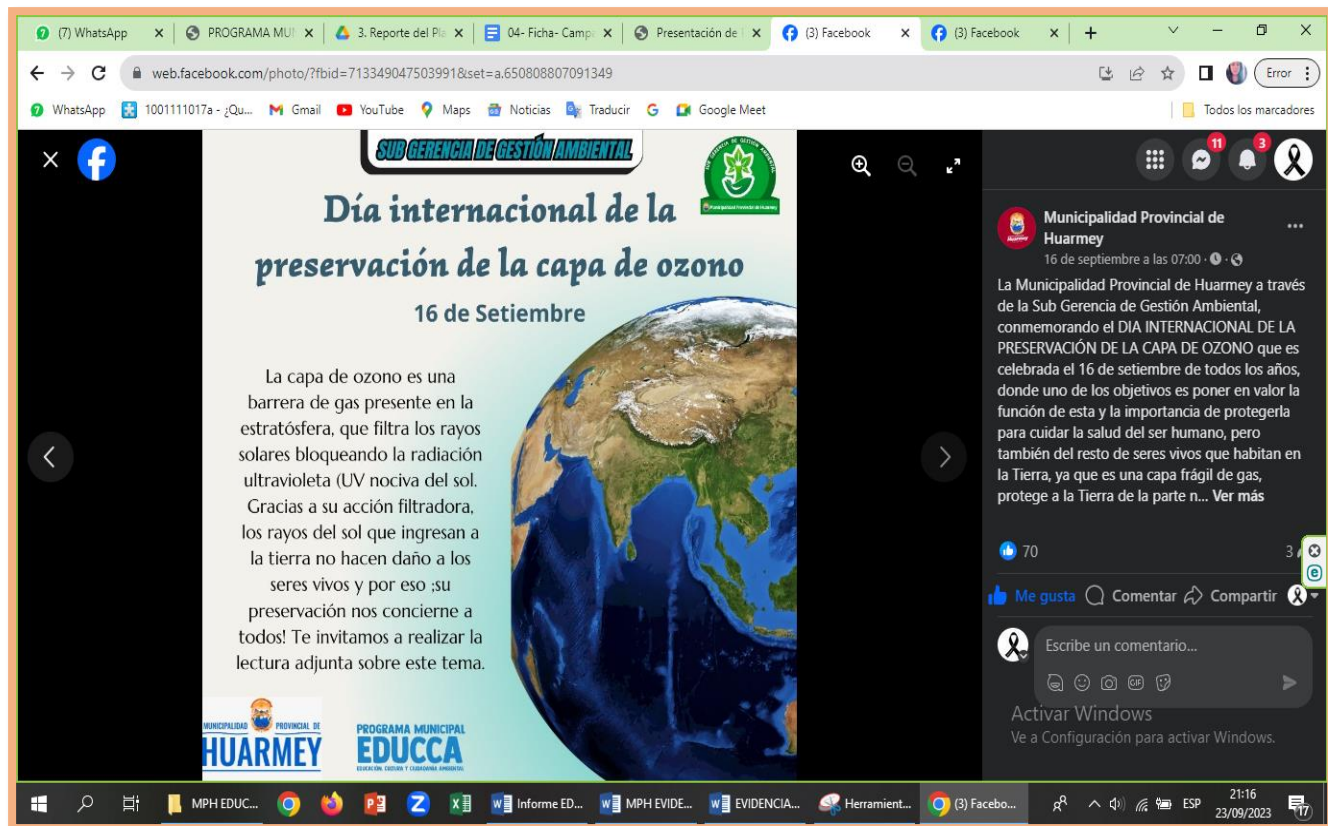 (7) WhatsApp
PROGRAMA MUI
3. Reporte del Pla
04- Ficha- Campa
Presentación de l
(3) Facebook
(3) Facebook
web.facebook.com/photo/?fbid=713349047503991&set=a.650808807091349
Error
WhatsApp
1001111017a - ¿Qu...
Gmail
YouTube
Maps
Noticias
Traducir
Google Meet
Todos los marcadores
SUB GERENCIA DE GESTIÓN AMBIENTAL
Día internacional de la
preservación de la capa de ozono
16 de Setiembre
La capa de ozono es una
barrera de gas presente en la
estratósfera, que filtra los rayos
solares bloqueando la radiación
ultravioleta (UV nociva del sol.
Gracias a su acción filtradora,
los rayos del sol que ingresan a
la tierra no hacen daño a los
seres vivos y por eso ;su
preservación nos concierne a
todos! Te invitamos a realizar la
lectura adjunta sobre este tema.
MUNICIPALIDAD PROVINCIAL DE
HUARMEY
PROGRAMA MUNICIPAL
EDUCCA
EDUCACIÓN, CULTURA Y CIUDADANÍA AMBIENTAL
11
3
Municipalidad Provincial de
Huarmey
16 de septiembre a las 07:00
La Municipalidad Provincial de Huarmey a través
de la Sub Gerencia de Gestión Ambiental,
conmemorando el DIA INTERNACIONAL DE LA
PRESERVACIÓN DE LA CAPA DE OZONO que es
celebrada el 16 de setiembre de todos los años,
donde uno de los objetivos es poner en valor la
función de esta y la importancia de protegerla
para cuidar la salud del ser humano, pero
también del resto de seres vivos que habitan en
la Tierra, ya que es una capa frágil de gas,
protege a la Tierra de la parte n... Ver más
70
3
Me gusta Comentar Compartir
Escribe un comentario...
GIF
Activar Windows
Ve a Configuración para activar Windows.
MPH EDUC...
Informe ED...
MPH EVIDE...
EVIDENCIA...
Herramient...
(3) Facebo...
ESP
21:16
23/09/2023
17